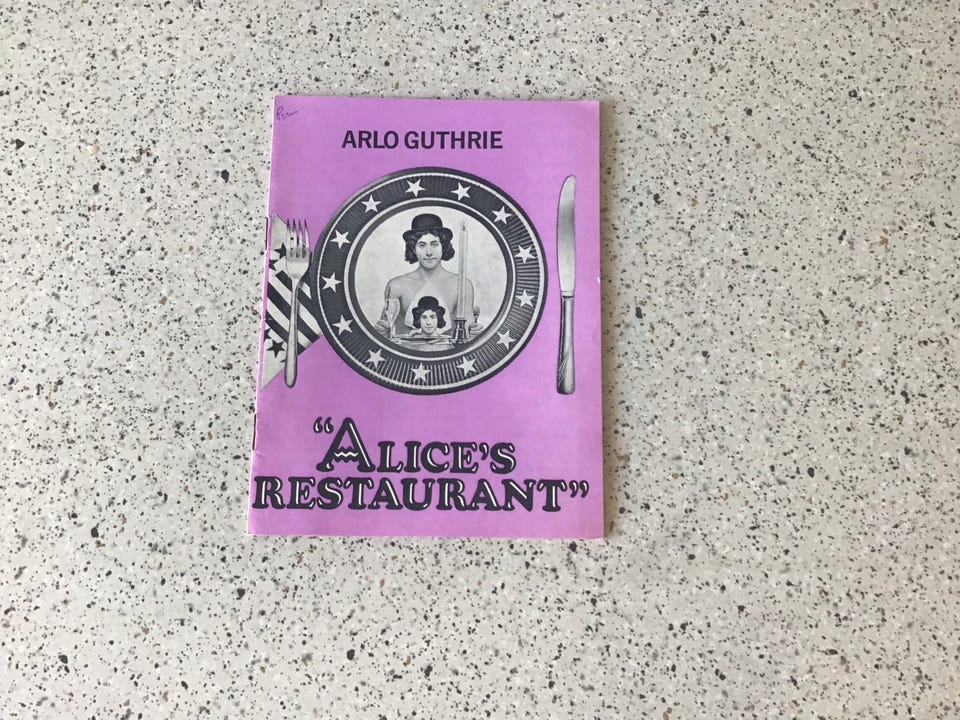 ARLO GUTHRIE
“ALICE’S
RESTAURANT”